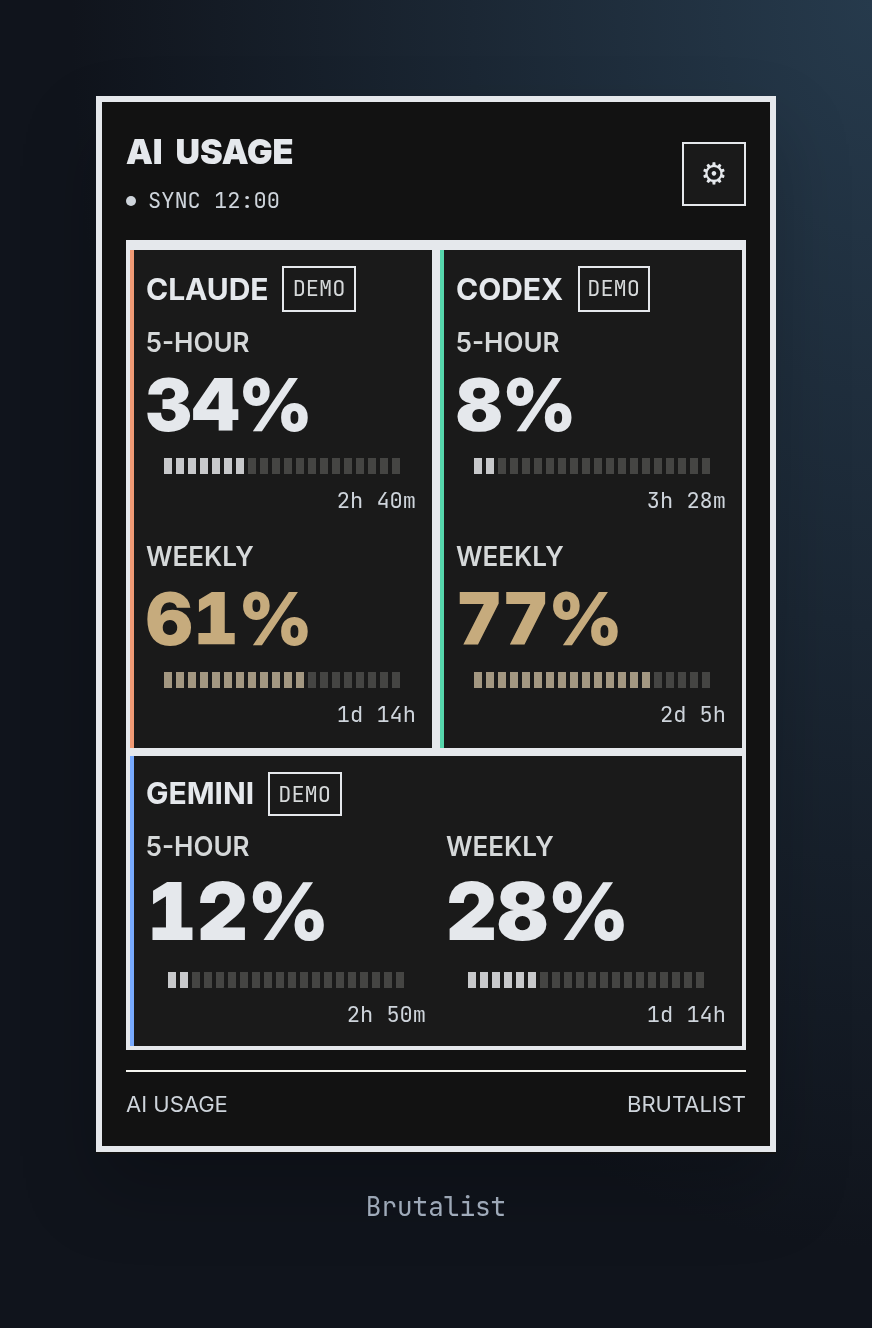 AI USAGE
SYNC 12:00
CLAUDE DEMO
5-HOUR
34%
2h 40m
WEEKLY
61%
1d 14h
CODEX DEMO
5-HOUR
8%
3h 28m
WEEKLY
77%
2d 5h
GEMINI DEMO
5-HOUR
12%
2h 50m
WEEKLY
28%
1d 14h
AI USAGE
BRUTALIST
Brutalist